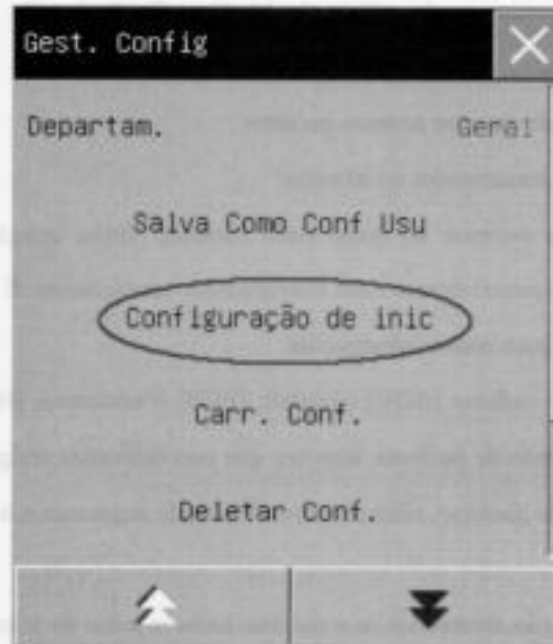 Gest. Config
Departam. Geral
Salva Como Conf Usu
Configuração de inic
Carr. Conf.
Deletar Conf.